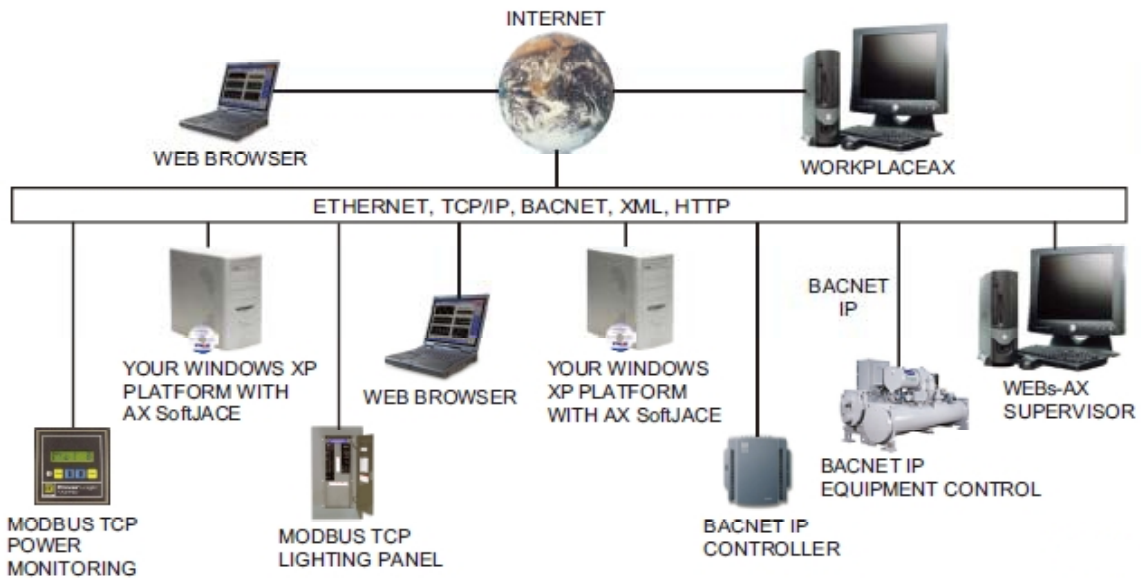 INTERNET
WEB BROWSER
WORKPLACEAX
ETHERNET, TCP/IP, BACNET, XML, HTTP
BACNET
IP
YOUR WINDOWS XP
PLATFORM WITH
AX SoftJACE
WEB BROWSER
YOUR WINDOWS
XP PLATFORM
WITH AX SoftJACE
WEBs-AX
SUPERVISOR
BACNET IP
EQUIPMENT CONTROL
MODBUS TCP
POWER
MONITORING
MODBUS TCP
LIGHTING PANEL
BACNET IP
CONTROLLER